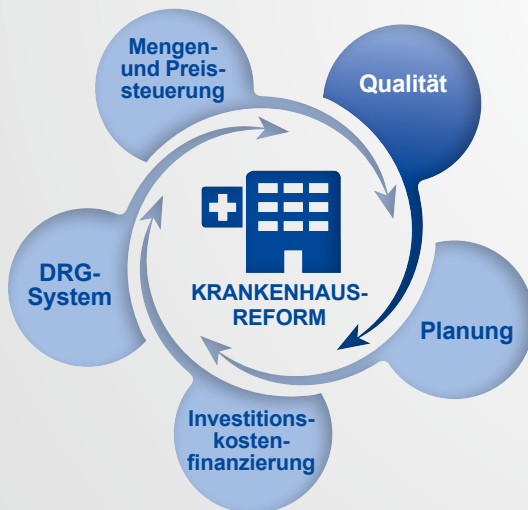 Mengen-
und Preis-
steuerung
Qualität
DRG-
System
KRANKENHAUS-
REFORM
Planung
Investitions-
kosten-
finanzierung